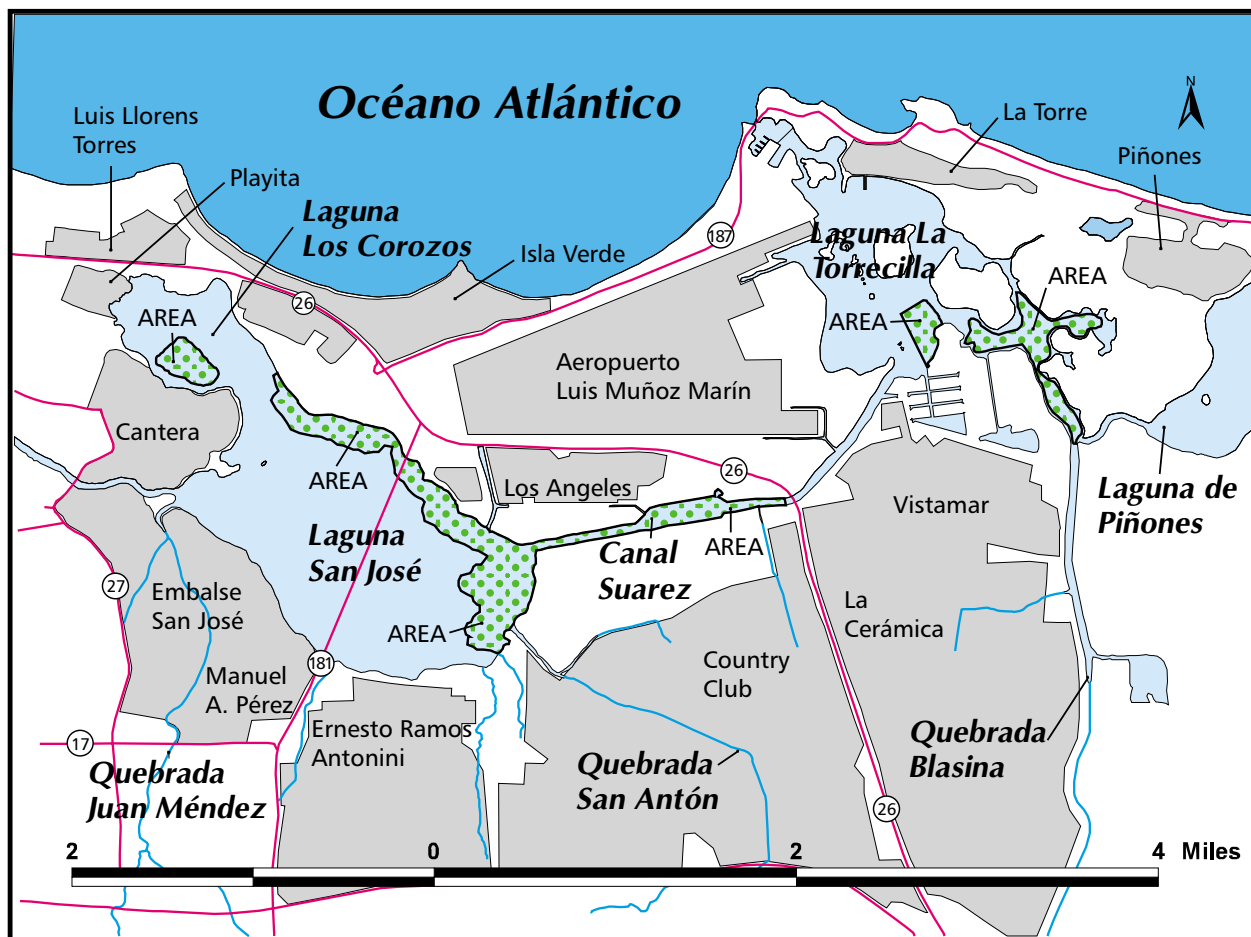 Océano Atlántico
N
Luis Llorens
Torres
La Torre
Piñones
Playita
Laguna
Los Corozos
187
Laguna La
Torrecilla
Isla Verde
26
AREA
AREA
AREA
Aeropuerto
Luis Muñoz Marín
Cantera
AREA
Los Angeles
26
Vistamar
Laguna de
Piñones
Laguna
San José
Canal
Suarez
AREA
27
Embalse
San José
AREA
La
Cerámica
181
Manuel
A. Pérez
Country
Club
Ernesto Ramos
Antonini
17
Quebrada
Juan Méndez
Quebrada
San Antón
Quebrada
Blasina
26
2 0 2 4 Miles